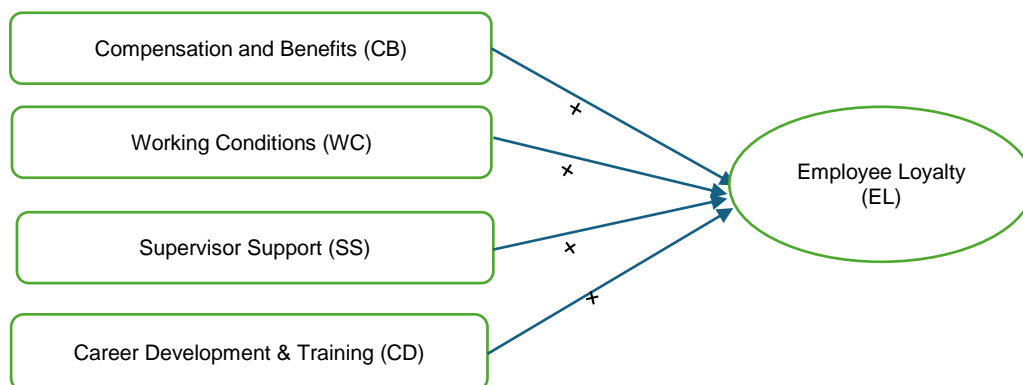 Compensation and Benefits (CB)
+
Working Conditions (WC)
+
Employee Loyalty
(EL)
Supervisor Support (SS)
+
+
Career Development & Training (CD)